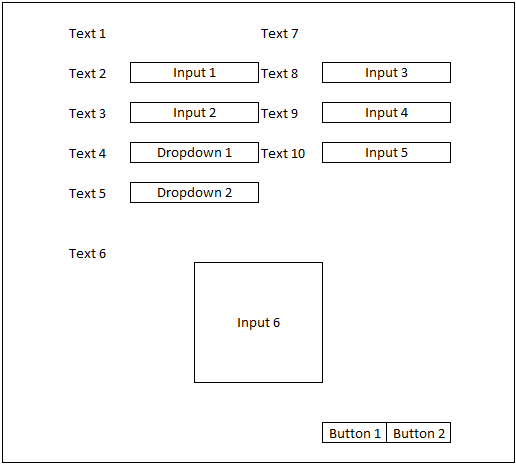 Text 1 Text 7
Text 2 Input 1 Text 8 Input 3
Text 3 Input 2 Text 9 Input 4
Text 4 Dropdown 1 Text 10 Input 5
Text 5 Dropdown 2
Text 6
Input 6
Button 1 Button 2